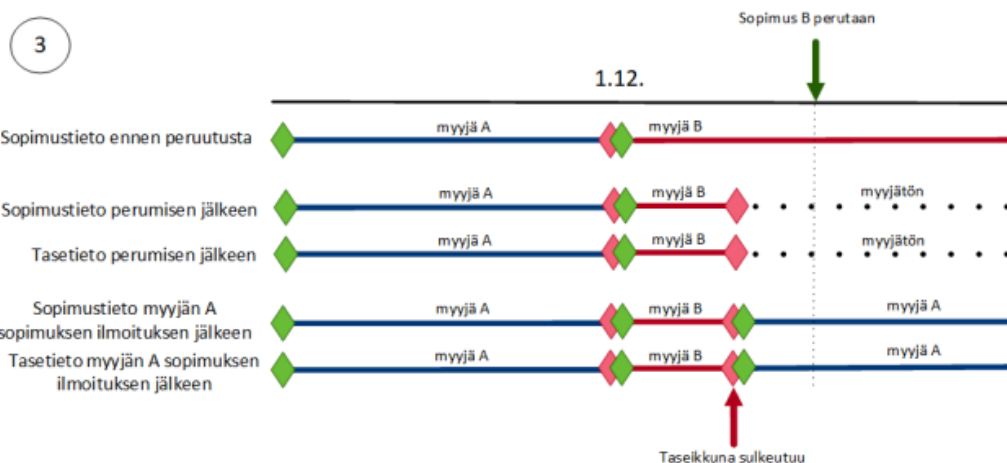 Sopimus B perutaan
3
1.12.
Sopimustieto ennen peruutusta
myyjä A
myyjä B
Sopimustieto perumisen jälkeen
myyjä A
myyjä B
myyjätön
Tasetieto perumisen jälkeen
myyjä A
myyjä B
myyjätön
Sopimustieto myyjän A
sopimuksen ilmoituksen jälkeen
myyjä A
myyjä B
myyjä A
Tasetieto myyjän A sopimuksen
ilmoituksen jälkeen
myyjä A
myyjä B
myyjä A
Taseikkuna sulkeutuu